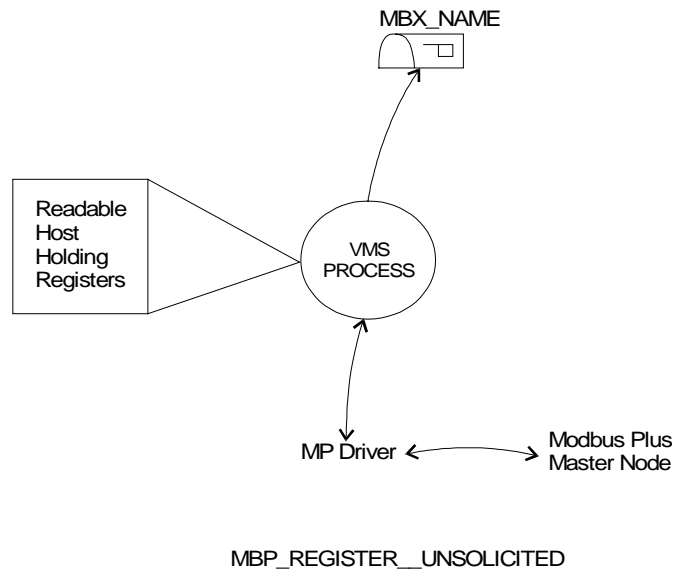 MBX_NAME
Readable
Host
Holding
Registers
VMS
PROCESS
MP Driver
Modbus Plus
Master Node
MBP_REGISTER__UNSOLICITED